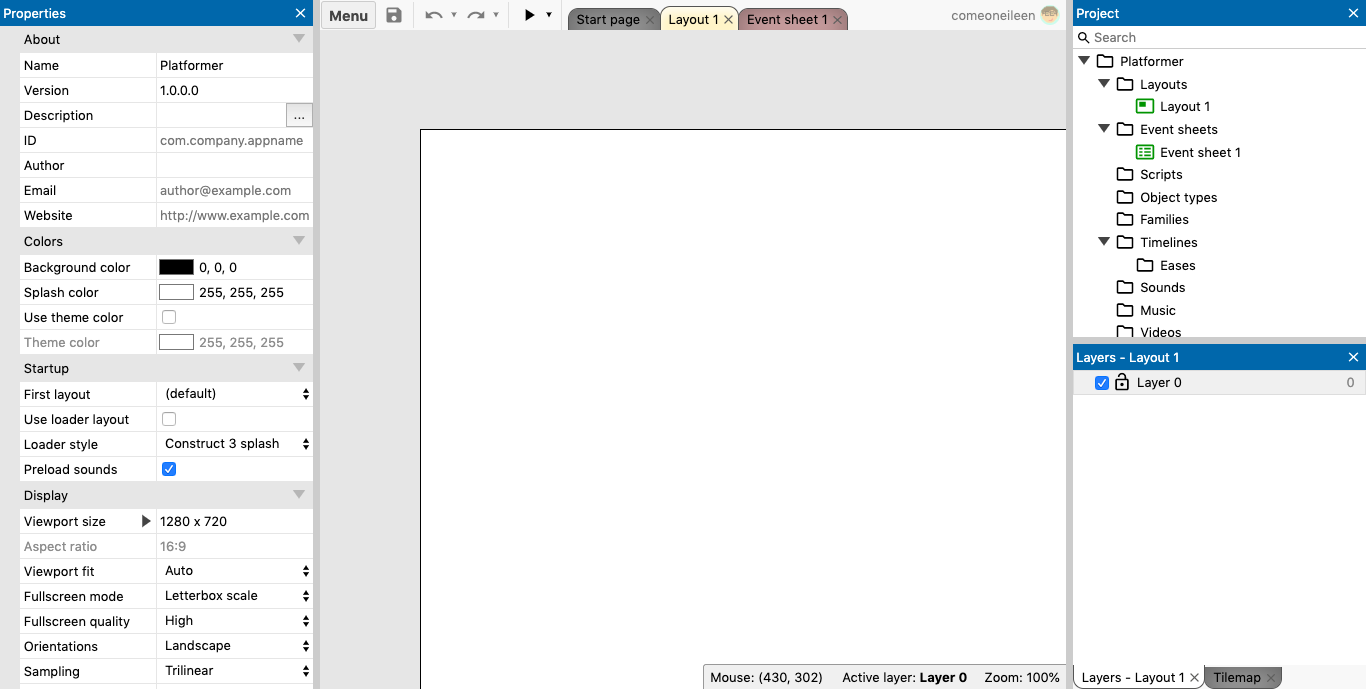 Properties
About
Name Platformer
Version 1.0.0.0
Description ...
ID com.company.appname
Author
Email author@example.com
Website http://www.example.com
Colors
Background color 0, 0, 0
Splash color 255, 255, 255
Use theme color
Theme color 255, 255, 255
Startup
First layout (default)
Use loader layout
Loader style Construct 3 splash
Preload sounds
Display
Viewport size 1280 x 720
Aspect ratio 16:9
Viewport fit Auto
Fullscreen mode Letterbox scale
Fullscreen quality High
Orientations Landscape
Sampling Trilinear
Menu Start page Layout 1 Event sheet 1 comeoneileen
Mouse: (430, 302) Active layer: Layer 0 Zoom: 100%
Project
Search
Platformer
Layouts
Layout 1
Event sheets
Event sheet 1
Scripts
Object types
Families
Timelines
Eases
Sounds
Music
Videos
Layers - Layout 1
Layer 0 0
Layers - Layout 1 Tilemap